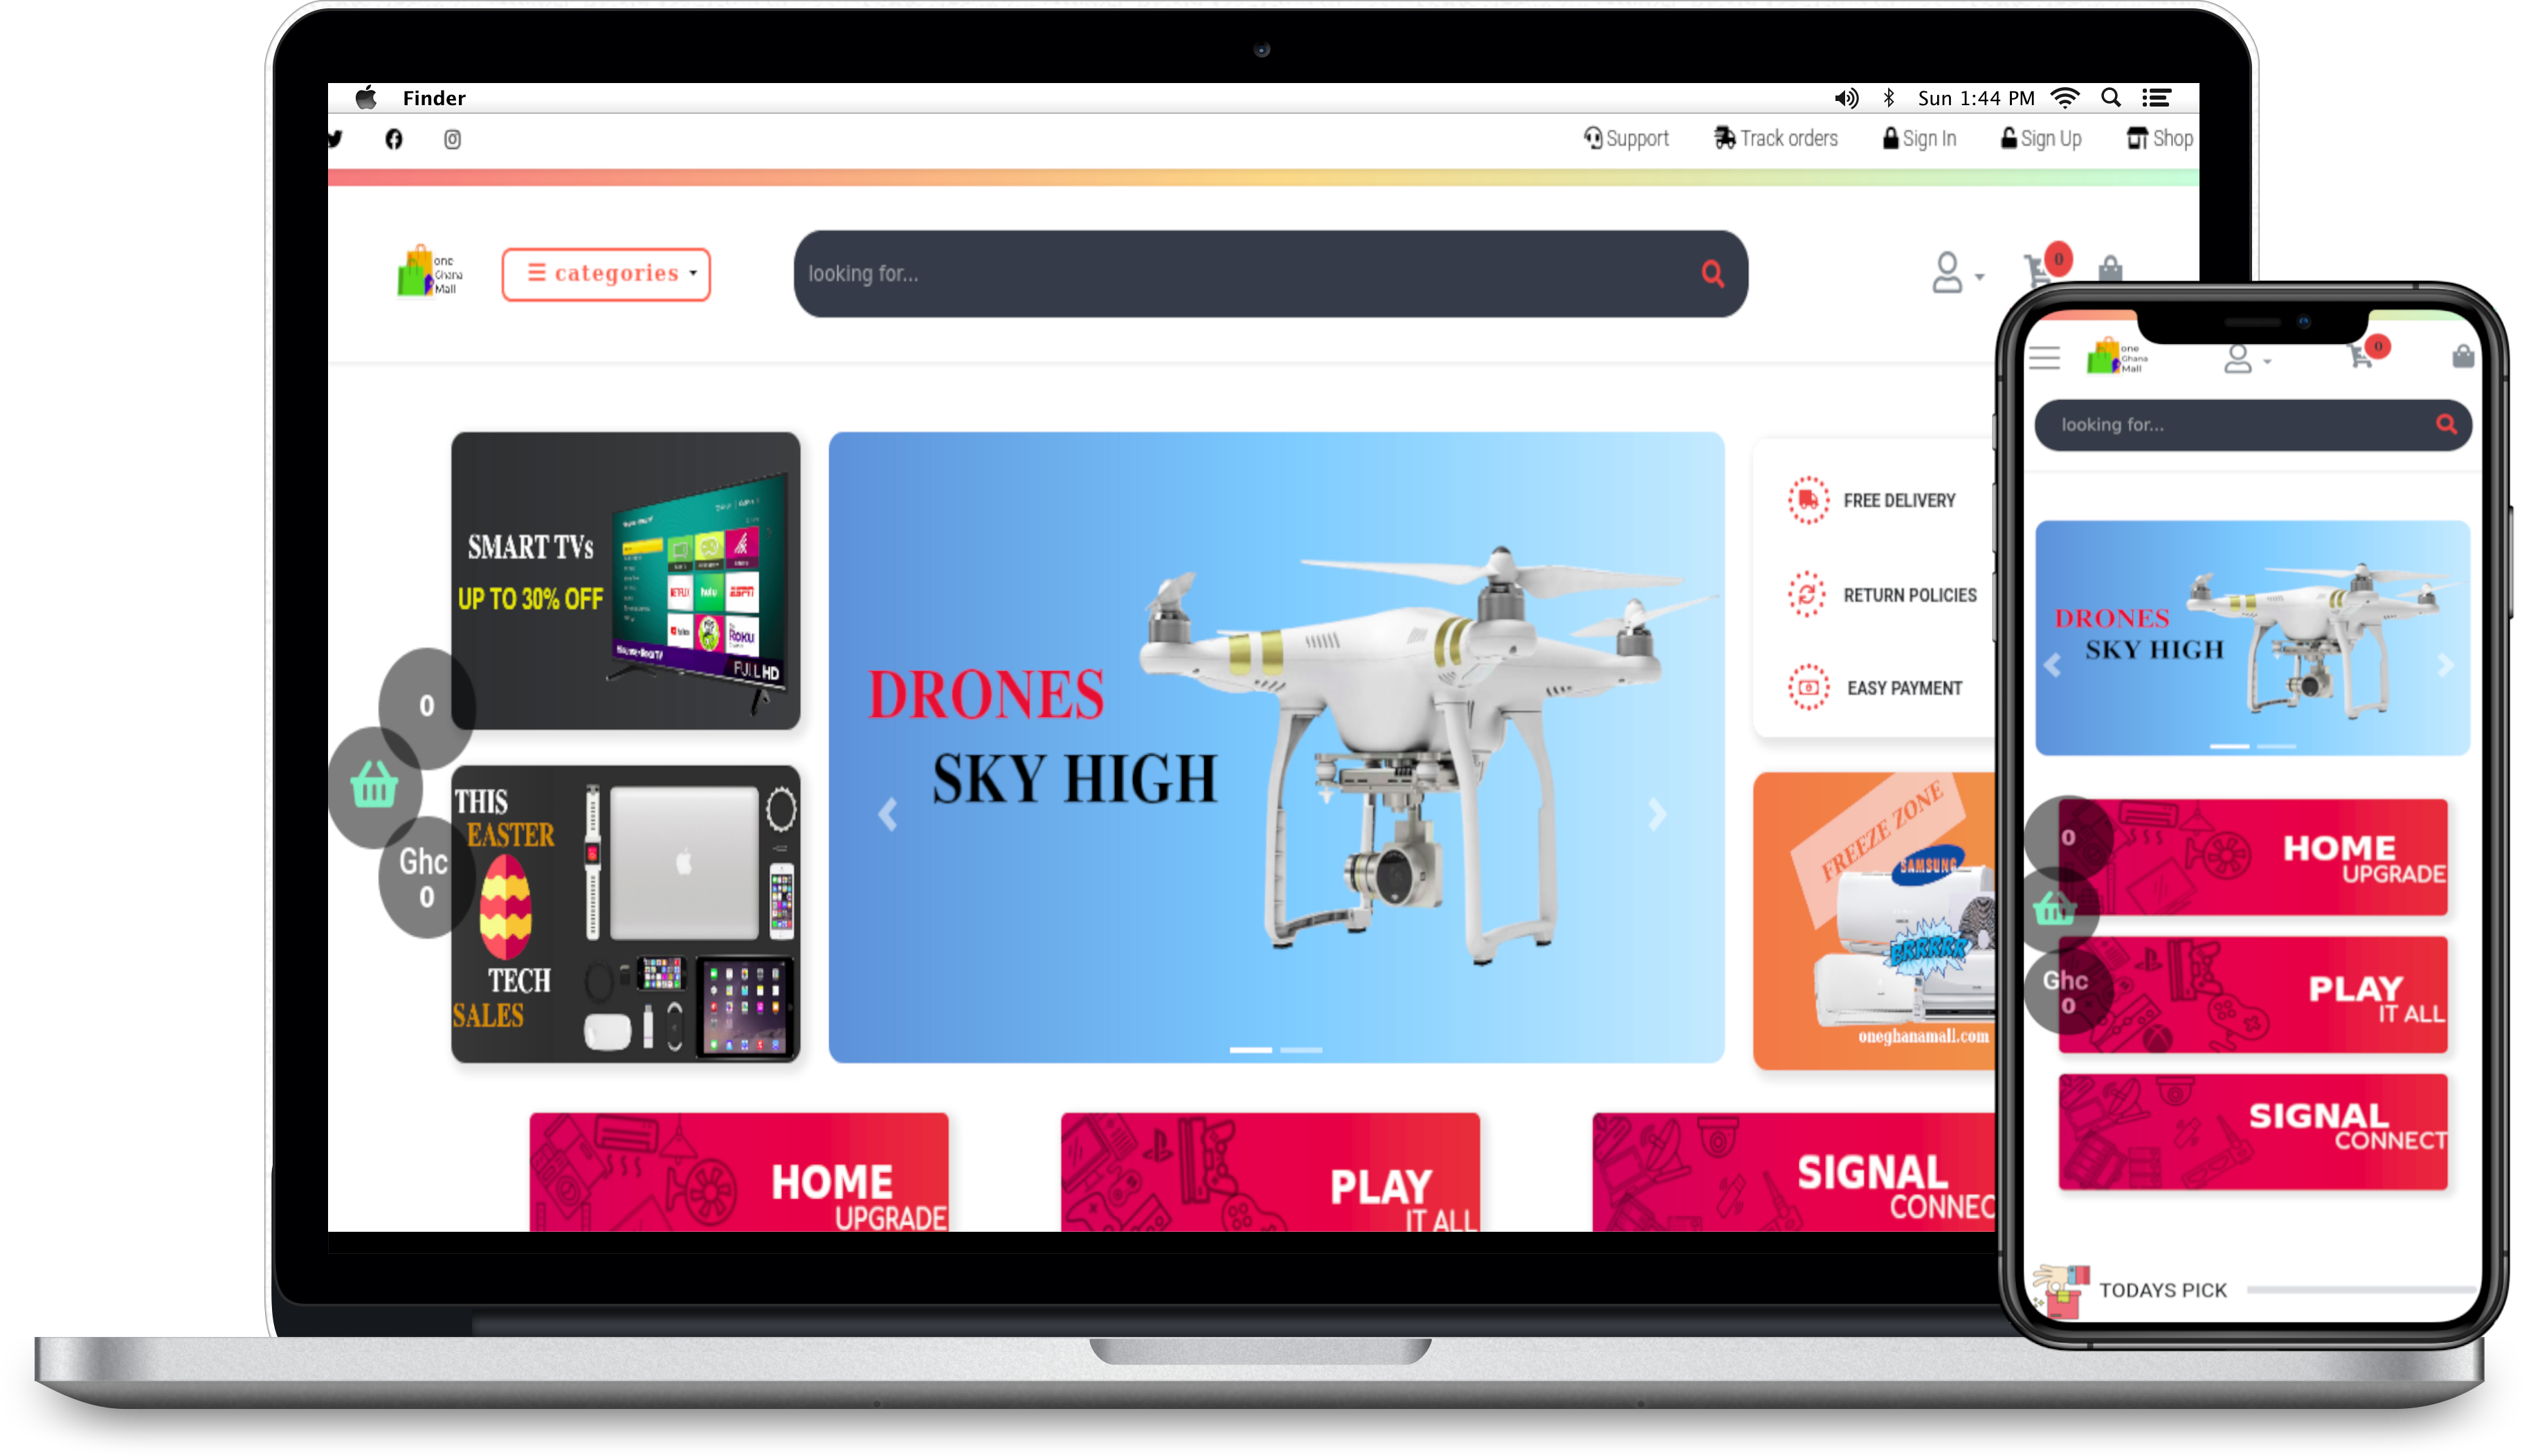 Finder
Sun 1:44 PM
Support
Track orders
Sign In
Sign Up
Shop
one
Ghana
Mall
☰ categories
looking for...
0
SMART TVs
UP TO 30% OFF
NETFLIX
hulu
ESPN
ROKU
FULL HD
0
Ghc
0
THIS
EASTER
TECH
SALES
DRONES
SKY HIGH
FREE DELIVERY
RETURN POLICIES
EASY PAYMENT
FREEZE ZONE
SAMSUNG
BRRRRR
oneghanamall.com
HOME
UPGRADE
PLAY
IT ALL
SIGNAL
CONNEC
one
Ghana
Mall
0
looking for...
DRONES
SKY HIGH
0
Ghc
0
HOME
UPGRADE
PLAY
IT ALL
SIGNAL
CONNECT
TODAYS PICK